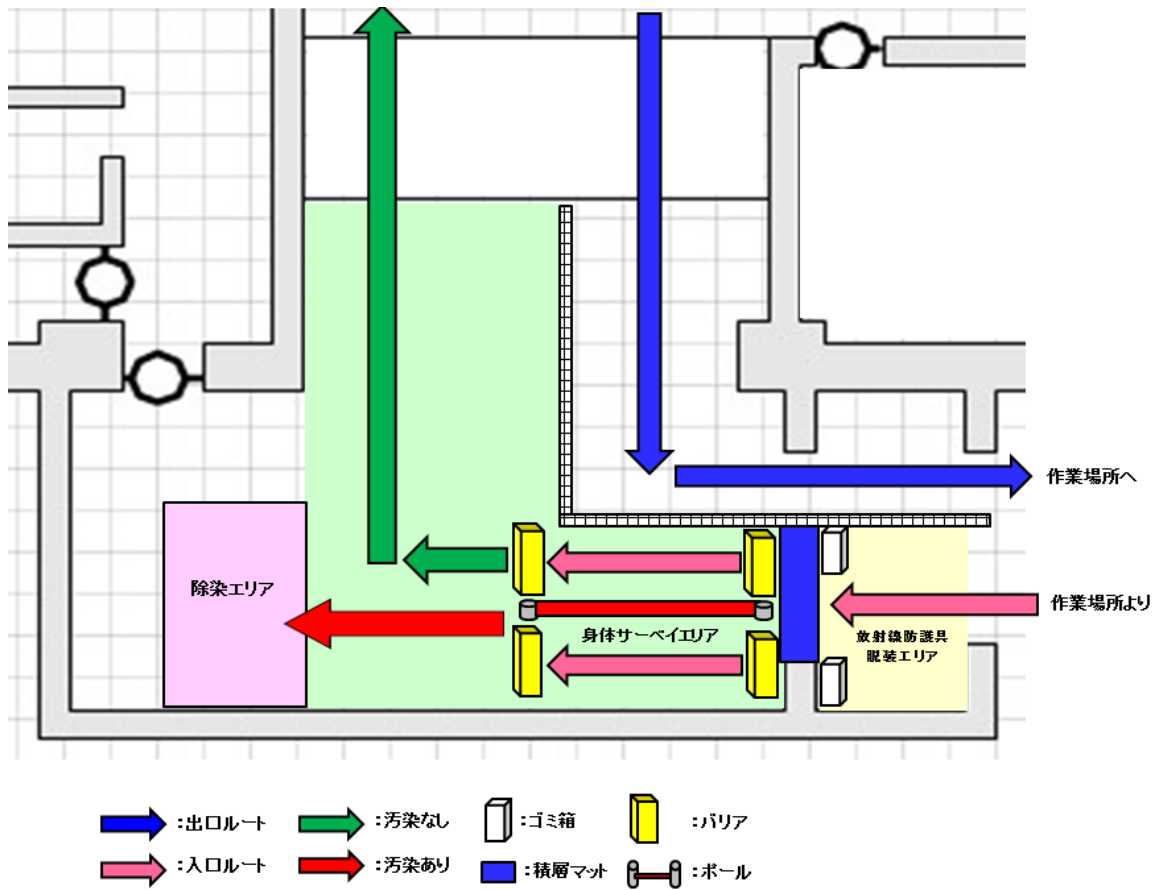 作業場所へ
除染エリア
作業場所より
身体サーベイエリア
放射線防護具
脱装エリア
:出口ルート
:汚染なし
:ゴミ箱
:バリア
:入口ルート
:汚染あり
:積層マット
:ポール